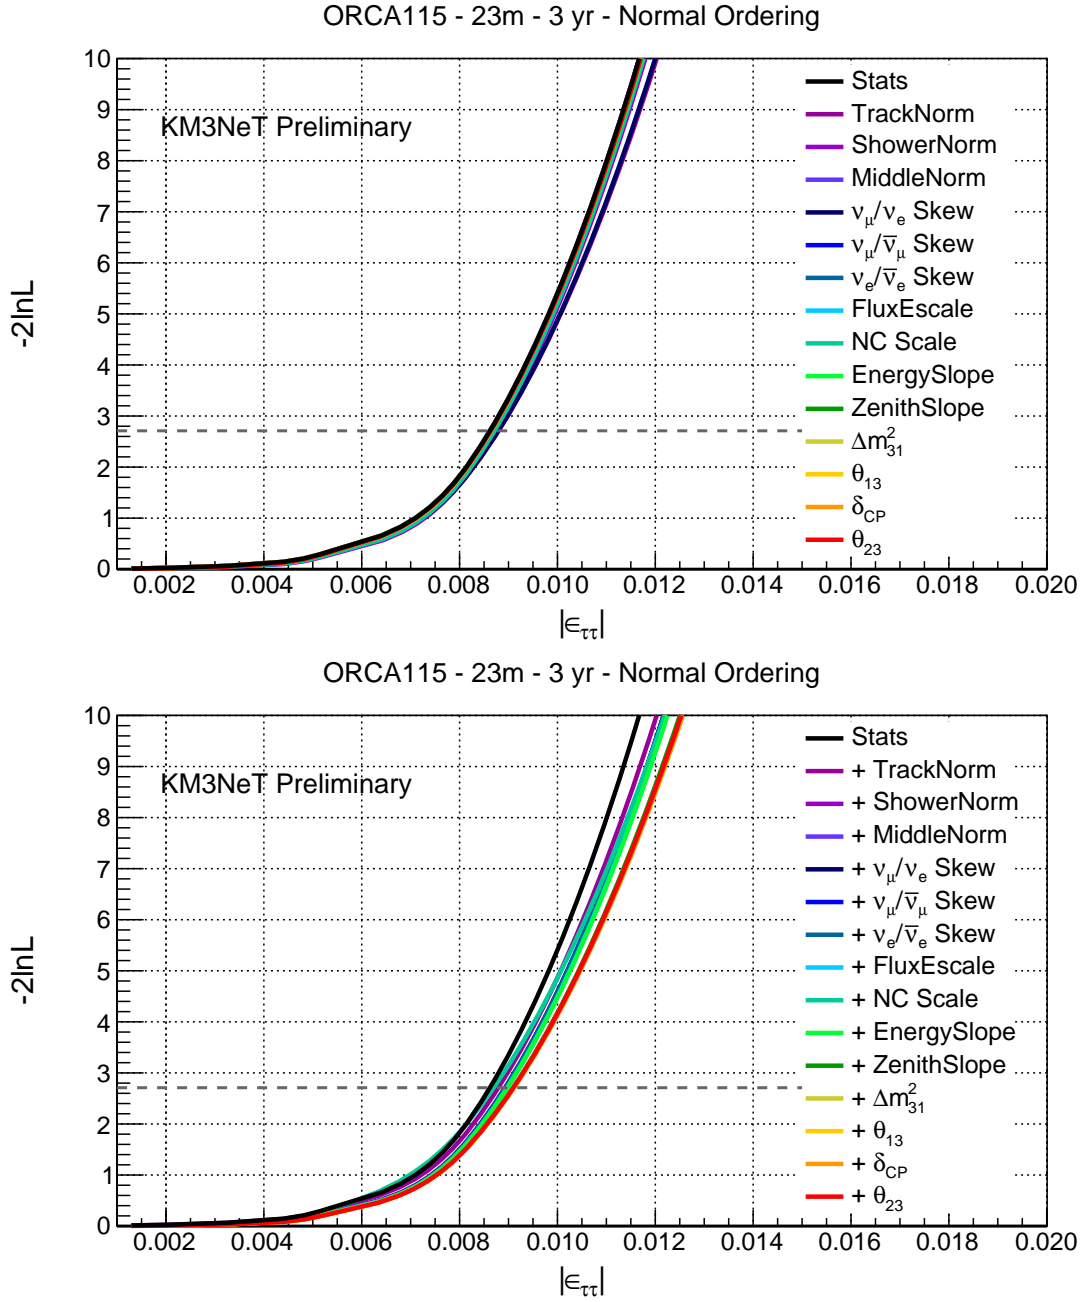 ORCA115 - 23m - 3 yr - Normal Ordering
10
9
8
7
6
5
4
3
2
1
0
-2lnL
KM3NeT Preliminary
Stats
TrackNorm
ShowerNorm
MiddleNorm
νμ/νe Skew
νμ/ν̅μ Skew
νe/ν̅e Skew
FluxEscale
NC Scale
EnergySlope
ZenithSlope
Δm²31
θ13
δCP
θ23
0.002 0.004 0.006 0.008 0.010 0.012 0.014 0.016 0.018 0.020
|ϵττ|
ORCA115 - 23m - 3 yr - Normal Ordering
10
9
8
7
6
5
4
3
2
1
0
-2lnL
KM3NeT Preliminary
Stats
+ TrackNorm
+ ShowerNorm
+ MiddleNorm
+ νμ/νe Skew
+ νμ/ν̅μ Skew
+ νe/ν̅e Skew
+ FluxEscale
+ NC Scale
+ EnergySlope
+ ZenithSlope
+ Δm²31
+ θ13
+ δCP
+ θ23
0.002 0.004 0.006 0.008 0.010 0.012 0.014 0.016 0.018 0.020
|ϵττ|